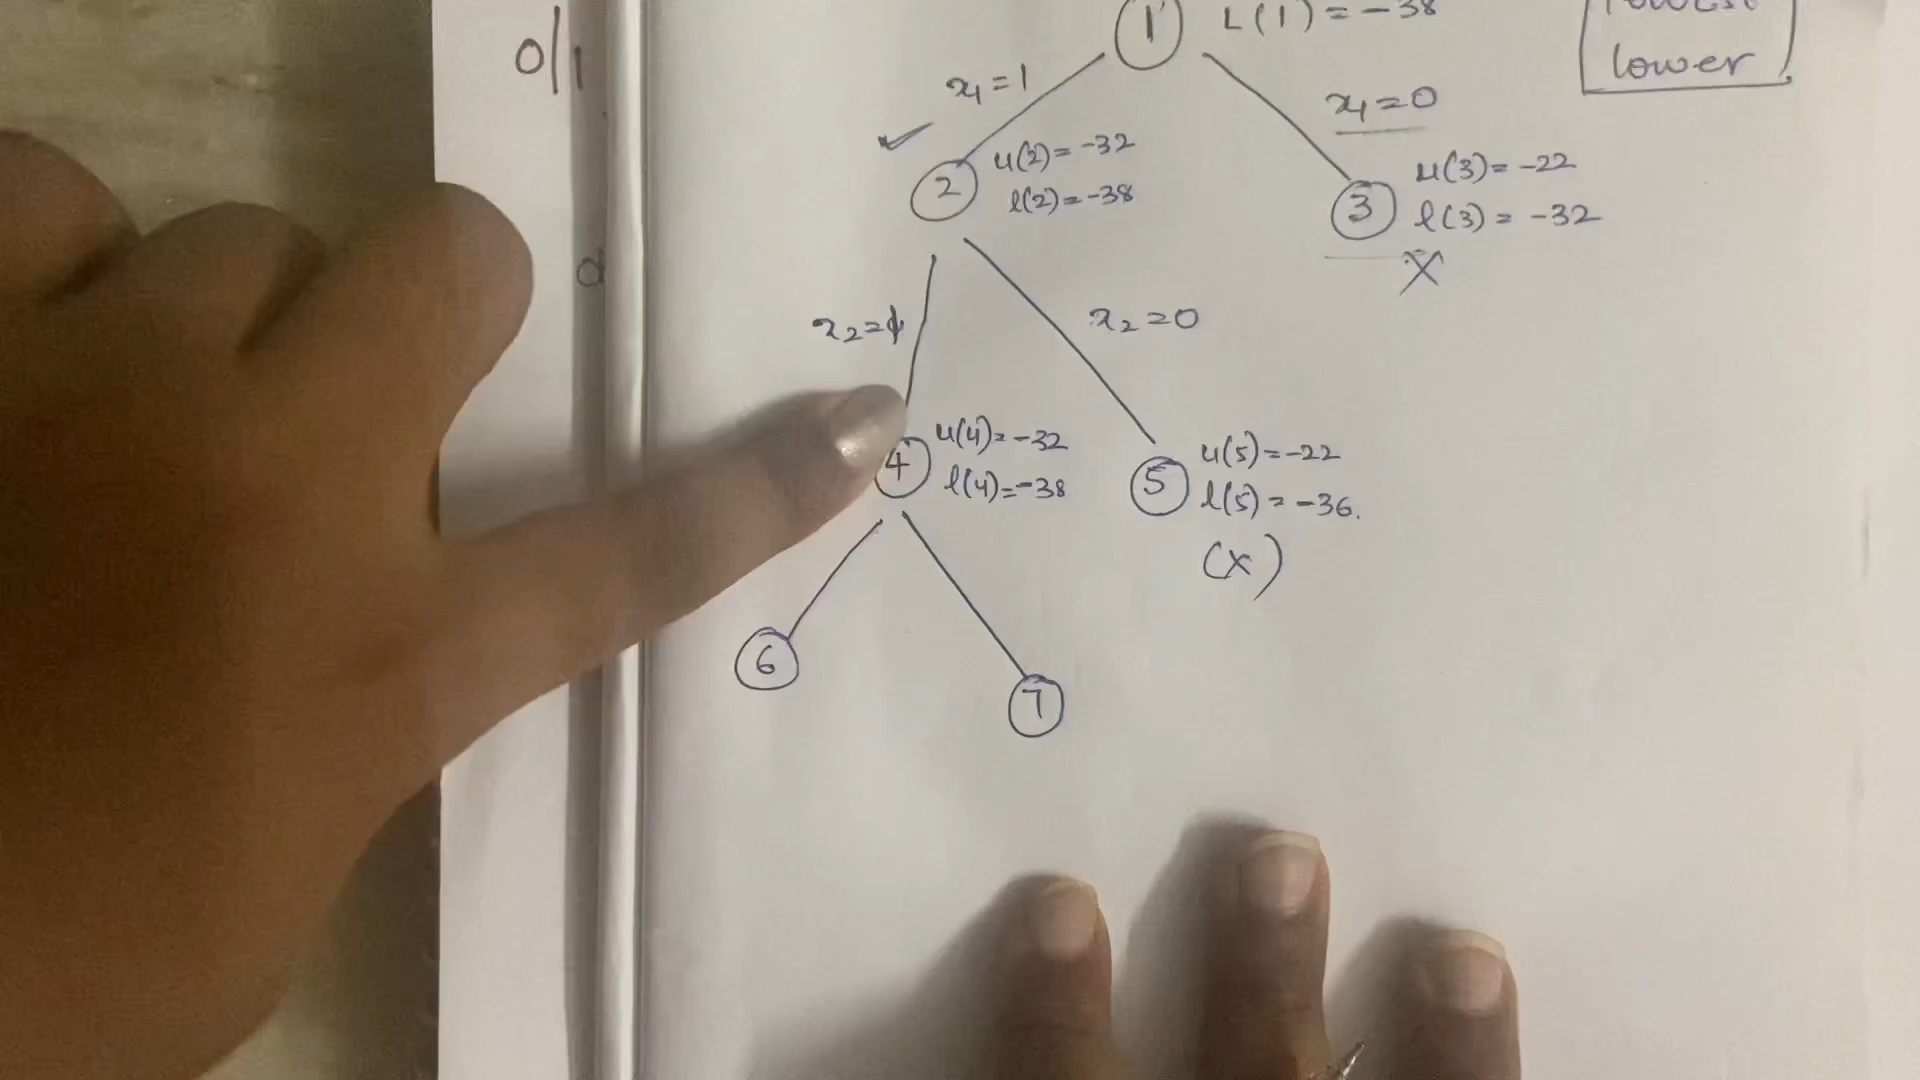 0/1
1 L(1) = -38
lower
x1 = 1
x1 = 0
2 u(2) = -32
l(2) = -38
3 u(3) = -22
l(3) = -32
X
x2 = 1
x2 = 0
4 u(4) = -32
l(4) = -38
5 u(5) = -22
l(5) = -36.
(X)
6
7